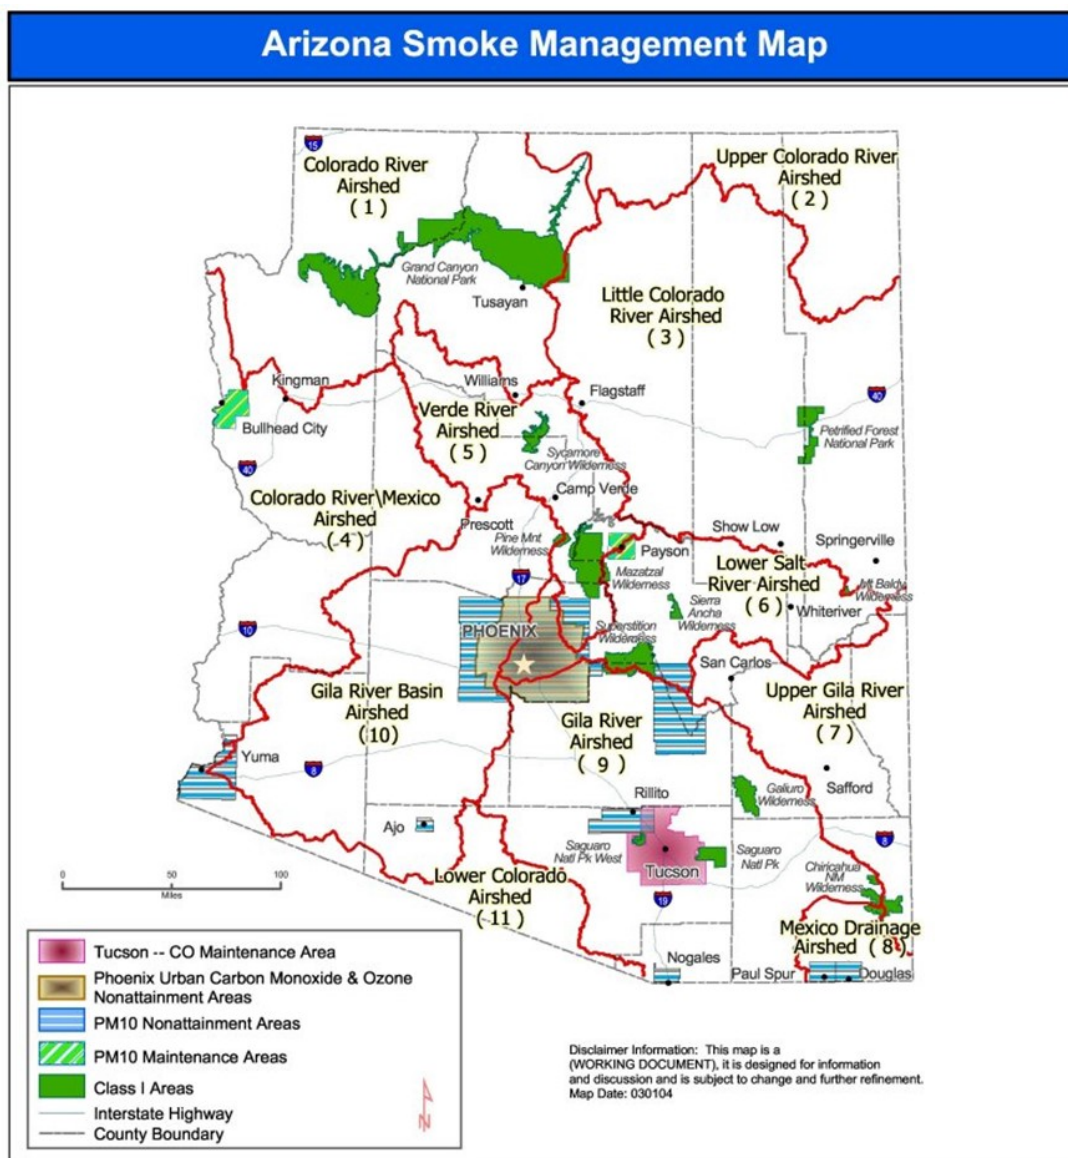 Arizona Smoke Management Map
15
Colorado River
Airshed
( 1 )
Upper Colorado River
Airshed
( 2 )
Grand Canyon
National Park
Tusayan
Little Colorado
River Airshed
( 3 )
Kingman
Williams
Flagstaff
40
Bullhead City
Verde River
Airshed
( 5 )
Petrified Forest
National Park
Sycamore
Canyon Wilderness
40
Colorado River\Mexico
Airshed
( 4 )
Camp Verde
Prescott
Pine Mnt
Wilderness
Payson
Show Low
Springerville
Mazatzal
Wilderness
Lower Salt
River Airshed
( 6 )
Mt Baldy
Wilderness
17
Sierra
Ancha
Wilderness
Whiteriver
10
PHOENIX
Superstition
Wilderness
San Carlos
Gila River Basin
Airshed
(10)
Gila River
Airshed
( 9 )
Upper Gila River
Airshed
( 7 )
Yuma
8
Safford
Galiuro
Wilderness
Rillito
Ajo
Saguaro
Natl Pk West
Tucson
Saguaro
Natl Pk
8
Chiricahua
NM
Wilderness
0 50 100
Miles
Lower Colorado
Airshed
( 11 )
19
Mexico Drainage
Airshed ( 8 )
Nogales
Paul Spur
Douglas
Tucson -- CO Maintenance Area
Phoenix Urban Carbon Monoxide & Ozone
Nonattainment Areas
PM10 Nonattainment Areas
PM10 Maintenance Areas
Class I Areas
Interstate Highway
County Boundary
N
Disclaimer Information: This map is a
(WORKING DOCUMENT), it is designed for information
and discussion and is subject to change and further refinement.
Map Date: 030104